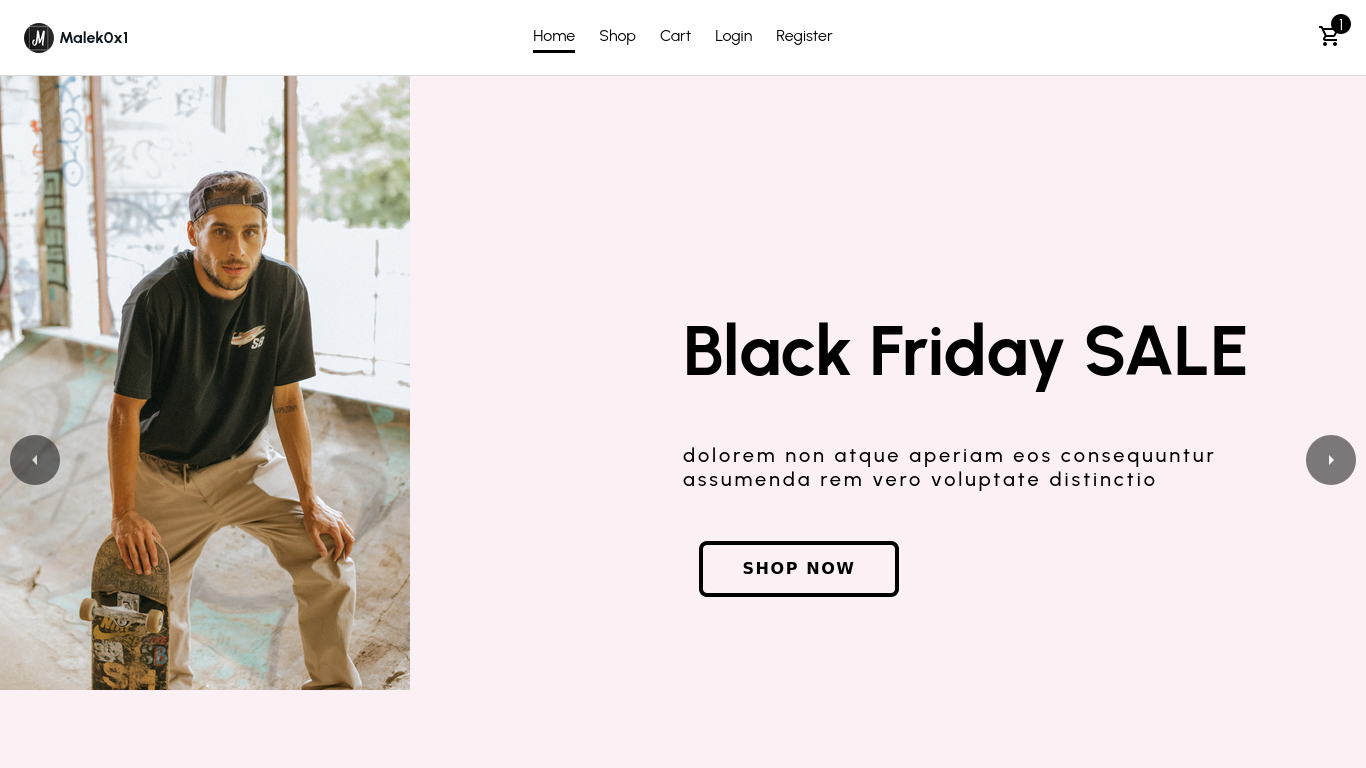 M Malek0x1
Home Shop Cart Login Register
1
SB
Black Friday SALE
dolorem non atque aperiam eos consequuntur
assumenda rem vero voluptate distinctio
SHOP NOW